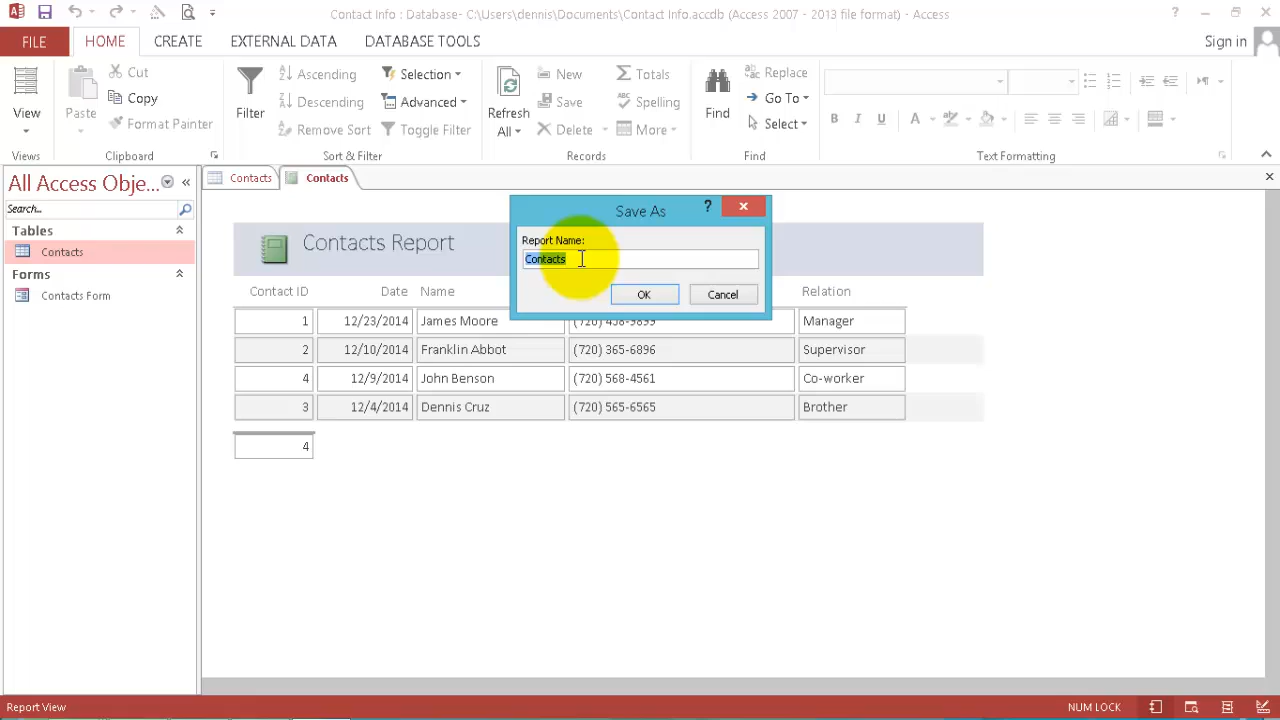 Contact Info : Database- C:\Users\dennis\Documents\Contact Info.accdb (Access 2007 - 2013 file format) - Access
FILE HOME CREATE EXTERNAL DATA DATABASE TOOLS Sign in
View
Views
Paste
Cut
Copy
Format Painter
Clipboard
Filter
Ascending
Descending
Remove Sort
Selection
Advanced
Toggle Filter
Sort & Filter
Refresh
All
New
Save
Delete
Totals
Spelling
More
Records
Find
Replace
Go To
Select
Find
B I U
A
Text Formatting
All Access Obje...
Search...
Tables
Contacts
Forms
Contacts Form
Contacts Contacts
Save As
Report Name:
Contacts
OK Cancel
Contacts Report
Contact ID Date Name Relation
1 12/23/2014 James Moore (720) 458-9899 Manager
2 12/10/2014 Franklin Abbot (720) 365-6896 Supervisor
4 12/9/2014 John Benson (720) 568-4561 Co-worker
3 12/4/2014 Dennis Cruz (720) 565-6565 Brother
4
Report View NUM LOCK